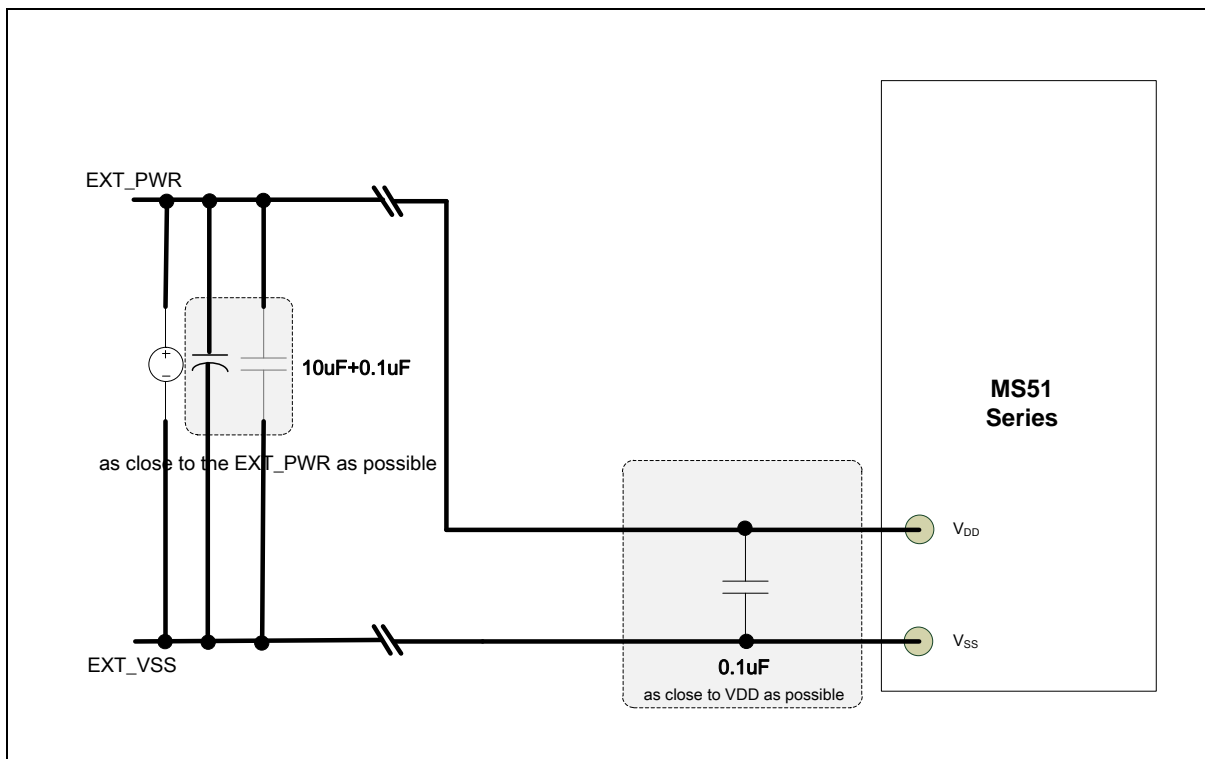 EXT_PWR
10uF+0.1uF
as close to the EXT_PWR as possible
MS51
Series
VDD
EXT_VSS
VSS
0.1uF
as close to VDD as possible